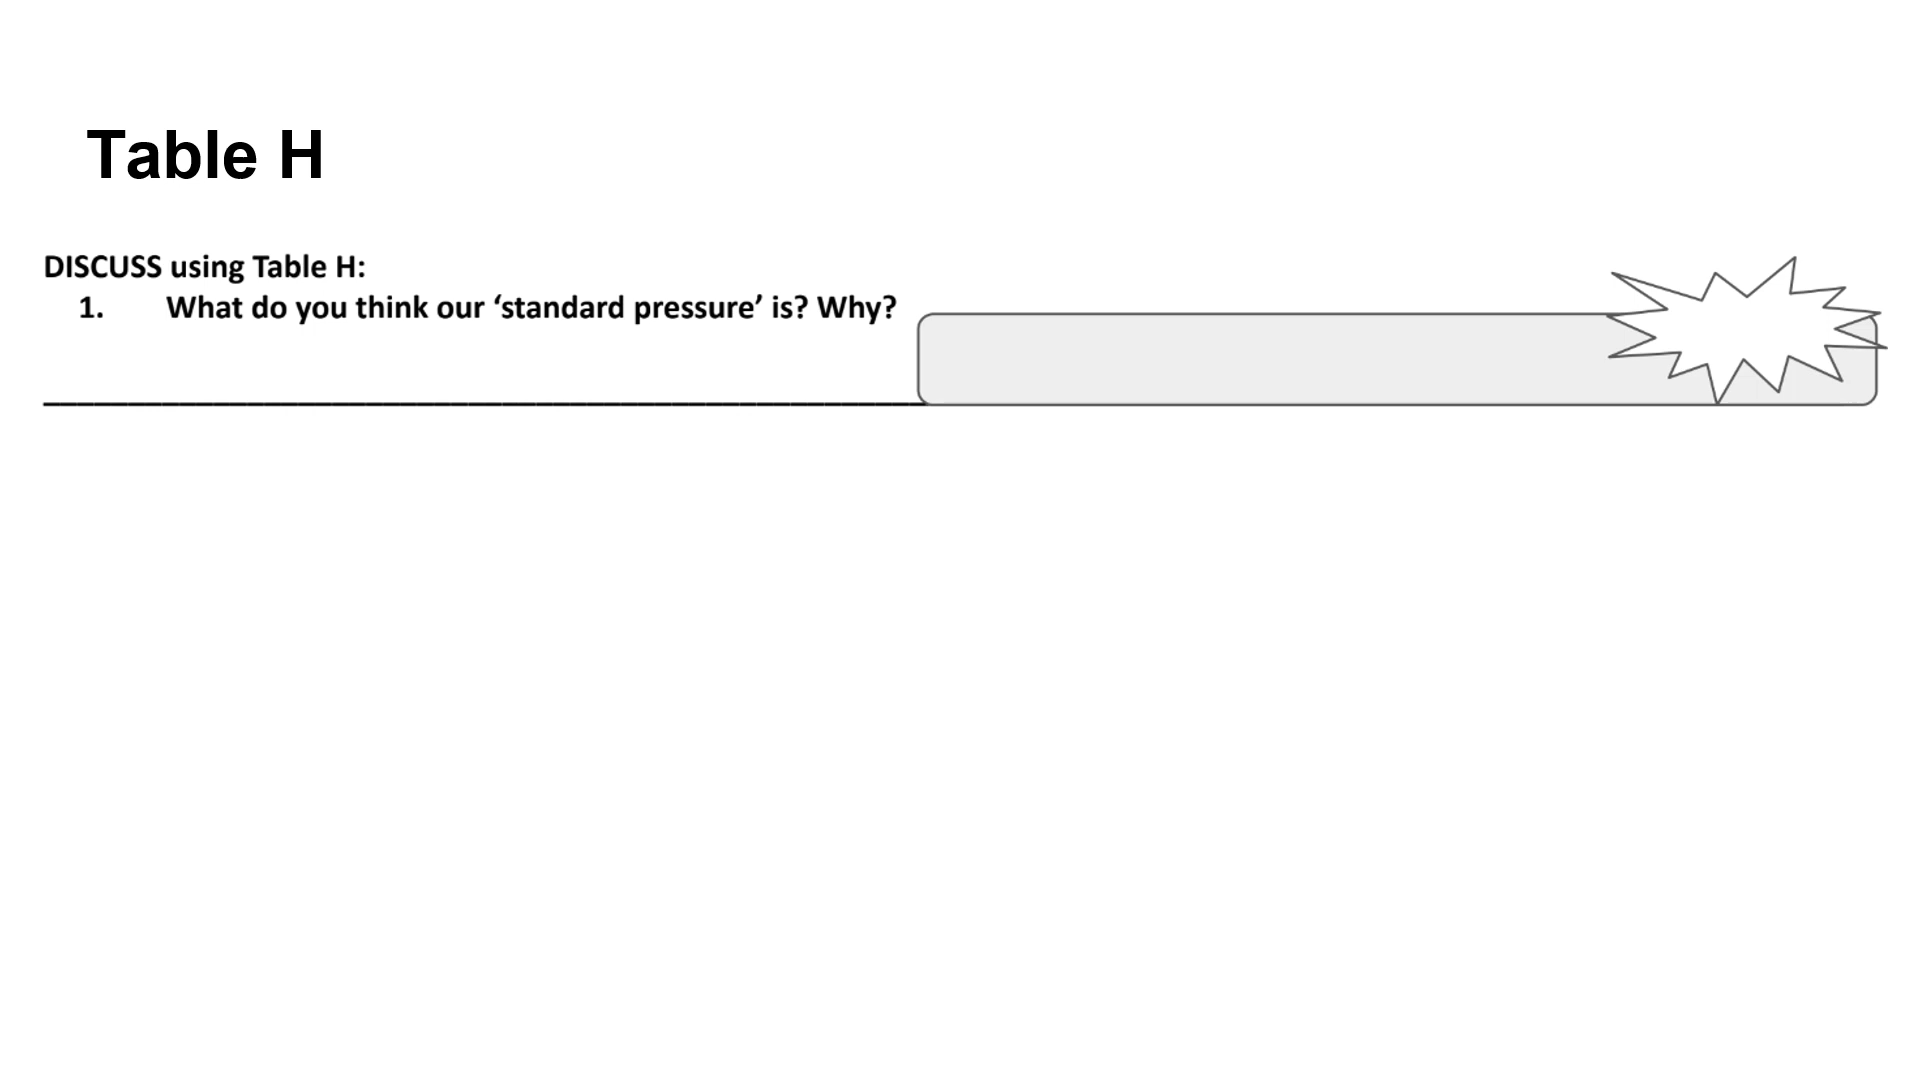 Table H
DISCUSS using Table H:
1. What do you think our ‘standard pressure’ is? Why?